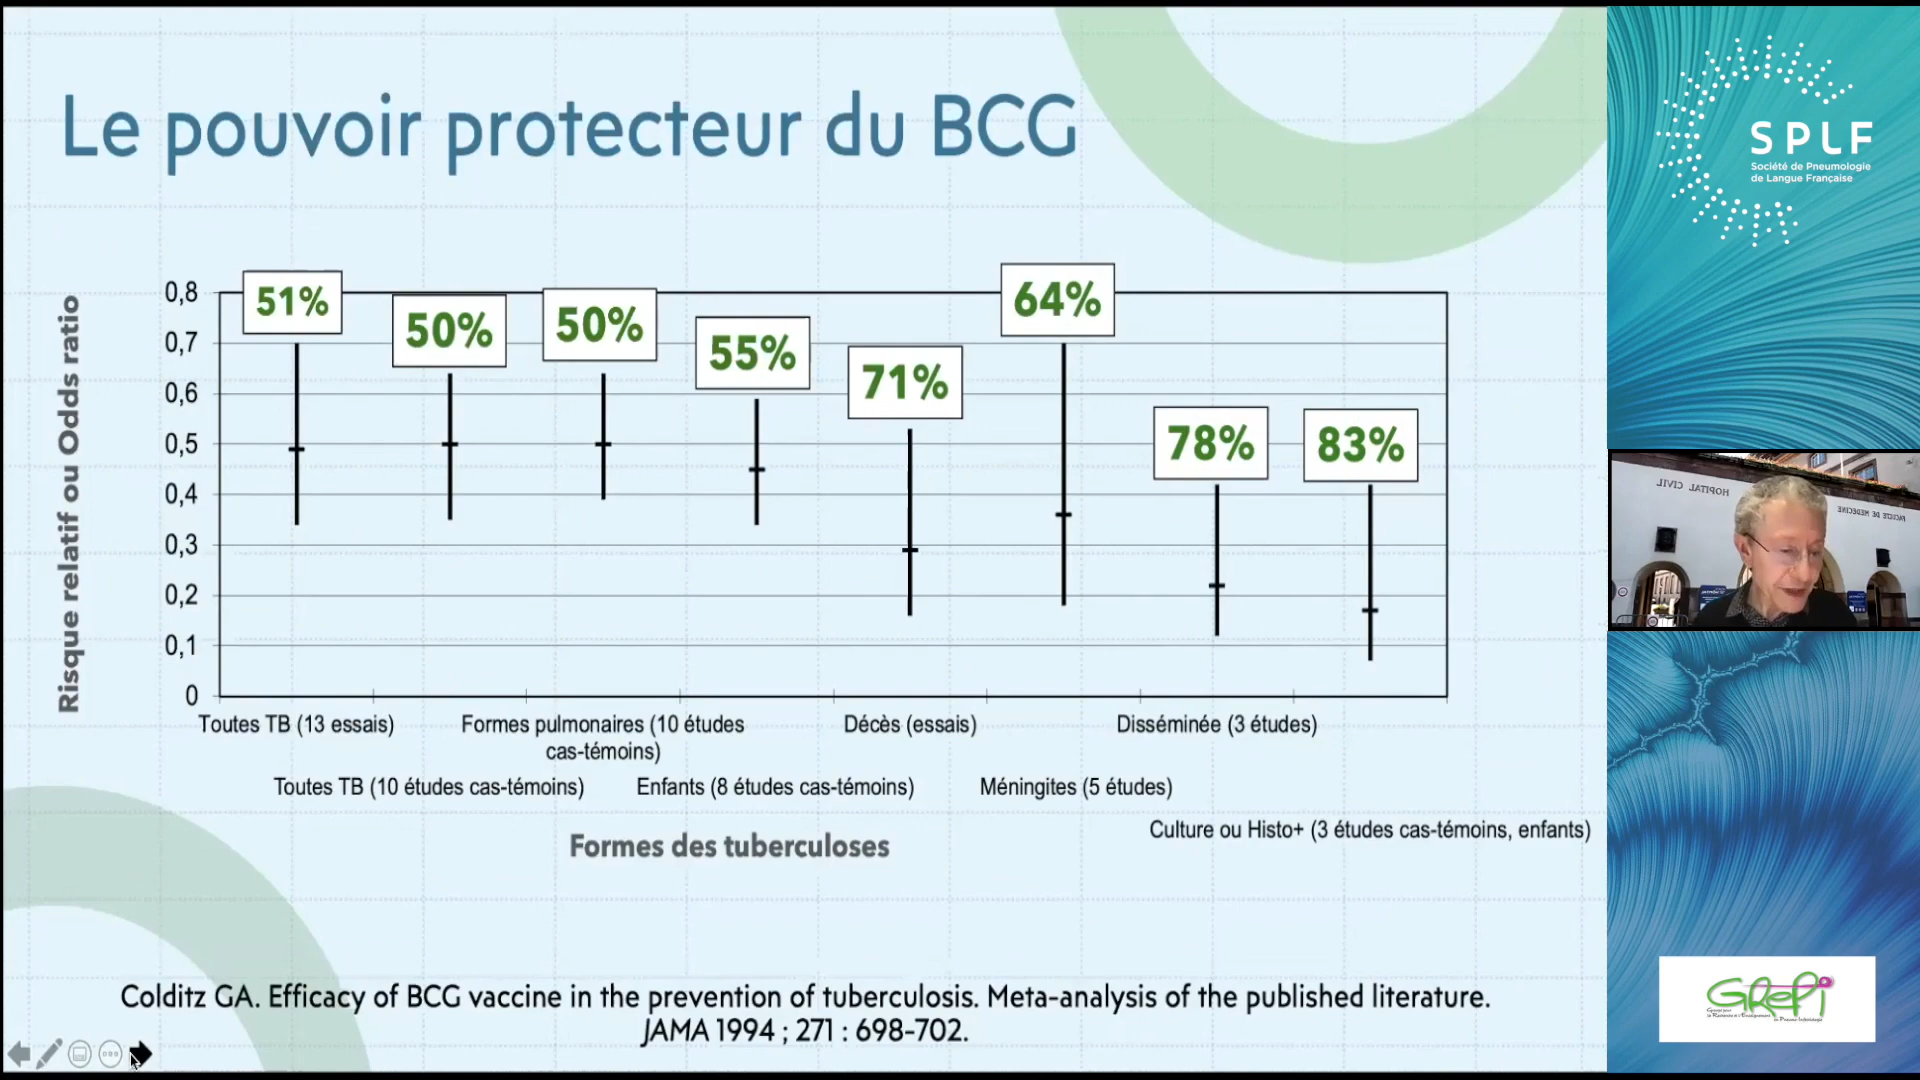 Le pouvoir protecteur du BCG
Risque relatif ou Odds ratio
0,8
0,7
0,6
0,5
0,4
0,3
0,2
0,1
0
51%
50%
50%
55%
71%
64%
78%
83%
Toutes TB (13 essais)
Formes pulmonaires (10 études
cas-témoins)
Décès (essais)
Disséminée (3 études)
Toutes TB (10 études cas-témoins)
Enfants (8 études cas-témoins)
Méningites (5 études)
Culture ou Histo+ (3 études cas-témoins, enfants)
Formes des tuberculoses
Colditz GA. Efficacy of BCG vaccine in the prevention of tuberculosis. Meta-analysis of the published literature.
JAMA 1994 ; 271 : 698-702.
SPLF
Société de Pneumologie
de Langue Française
HOPITAL CIVIL
FACULTE DE MEDECINE
GREPI